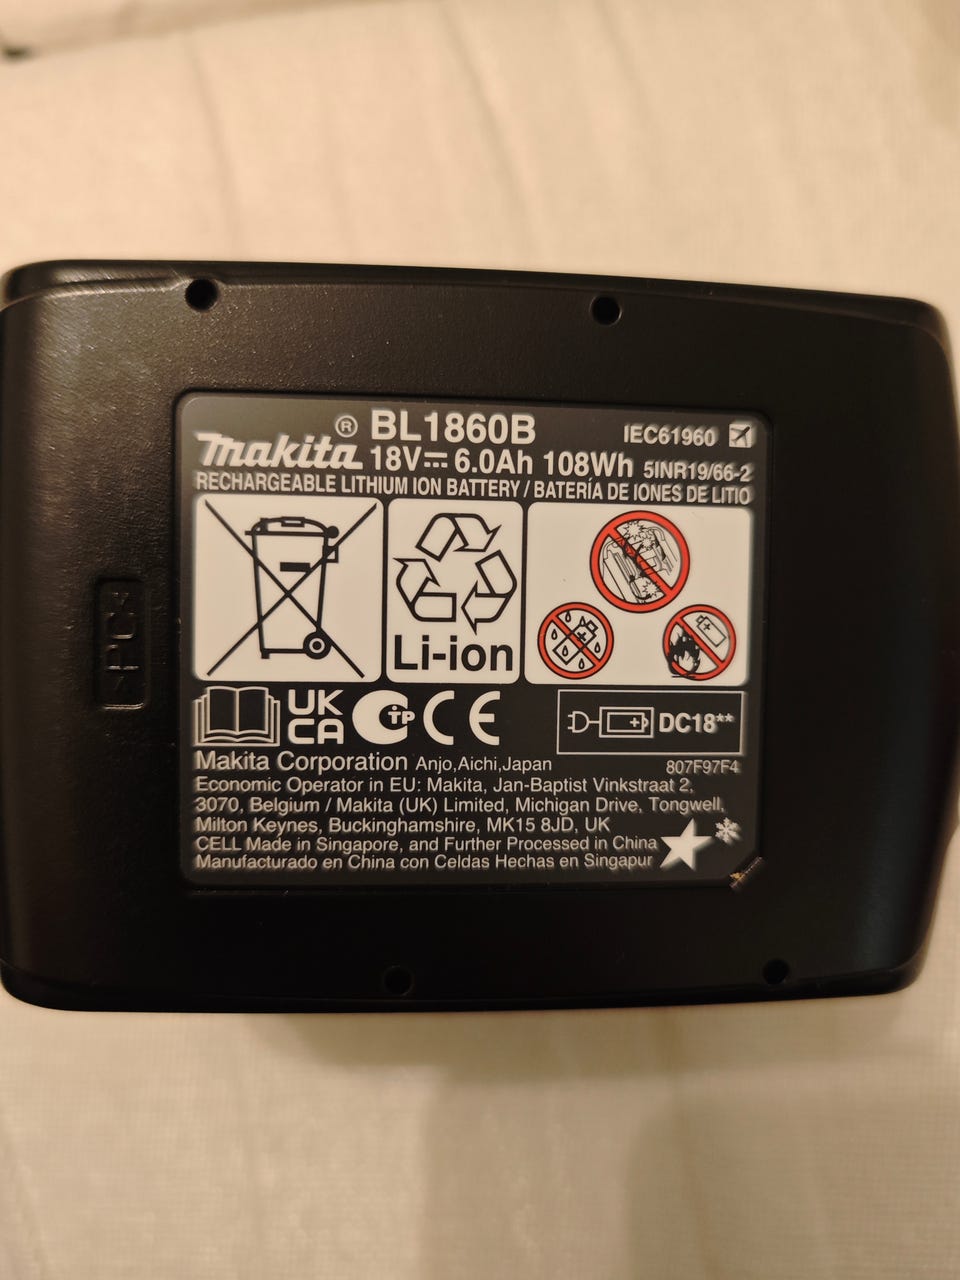 makita® BL1860B IEC61960
18V⎓6.0Ah 108Wh 5INR19/66-2
RECHARGEABLE LITHIUM ION BATTERY / BATERÍA DE IONES DE LITIO
Li-ion
UK
CA
TP
CE
DC18**
Makita Corporation Anjo,Aichi,Japan
807F97F4
Economic Operator in EU: Makita, Jan-Baptist Vinkstraat 2,
3070, Belgium / Makita (UK) Limited, Michigan Drive, Tongwell,
Milton Keynes, Buckinghamshire, MK15 8JD, UK
CELL Made in Singapore, and Further Processed in China
Manufacturado en China con Celdas Hechas en Singapur
>PC<